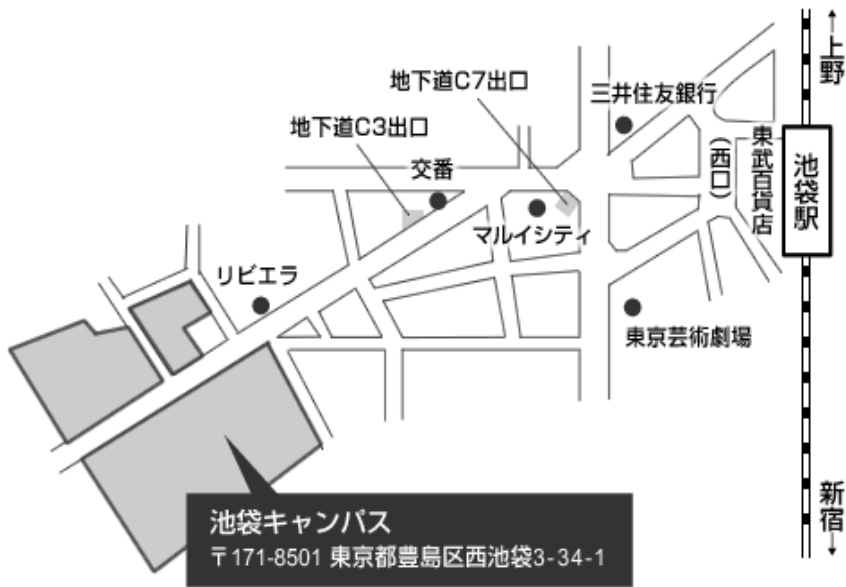 ↑上野
地下道C7出口
三井住友銀行
地下道C3出口
交番
(西口)
東武百貨店
池袋駅
マルイシティ
リビエラ
東京芸術劇場
新宿↓
池袋キャンパス
〒171-8501 東京都豊島区西池袋3-34-1